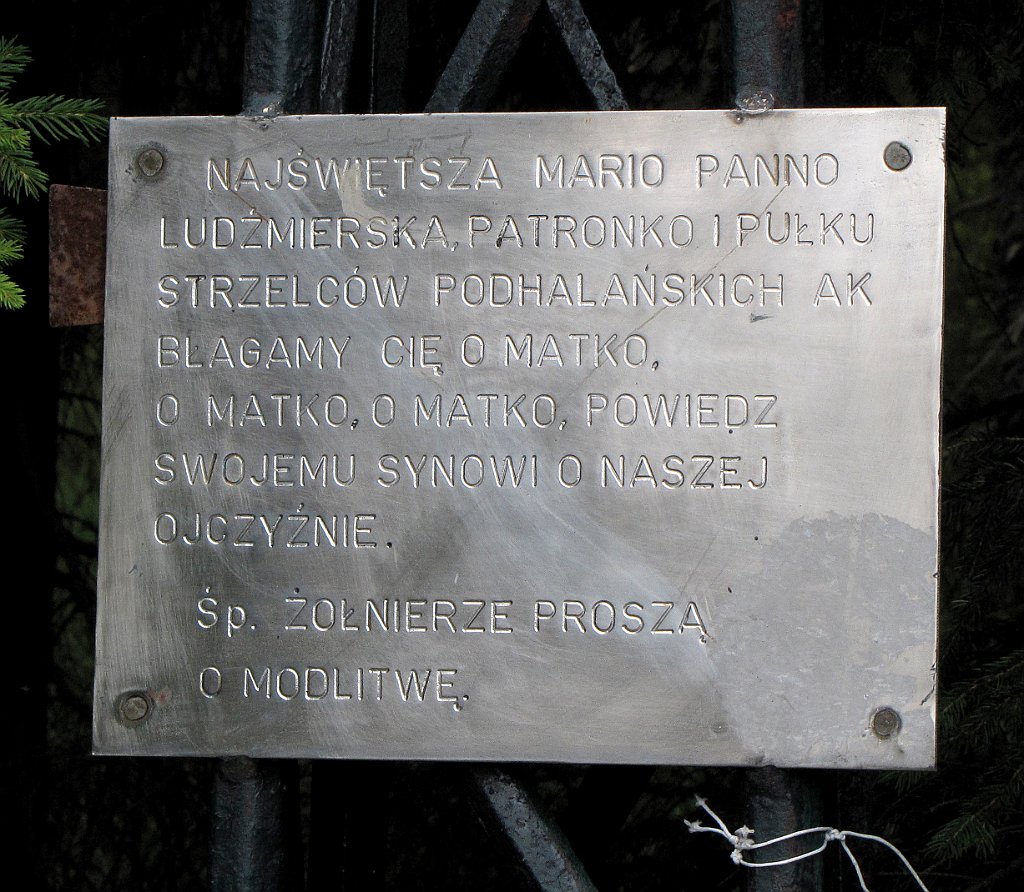 NAJŚWIĘTSZA MARIO PANNO
LUDŹMIERSKA, PATRONKO I PUŁKU
STRZELCÓW PODHALAŃSKICH AK
BŁAGAMY CIĘ O MATKO,
O MATKO, O MATKO, POWIEDZ
SWOJEMU SYNOWI O NASZEJ
OJCZYŹNIE.
Śp. ŻOŁNIERZE PROSZĄ
O MODLITWĘ.